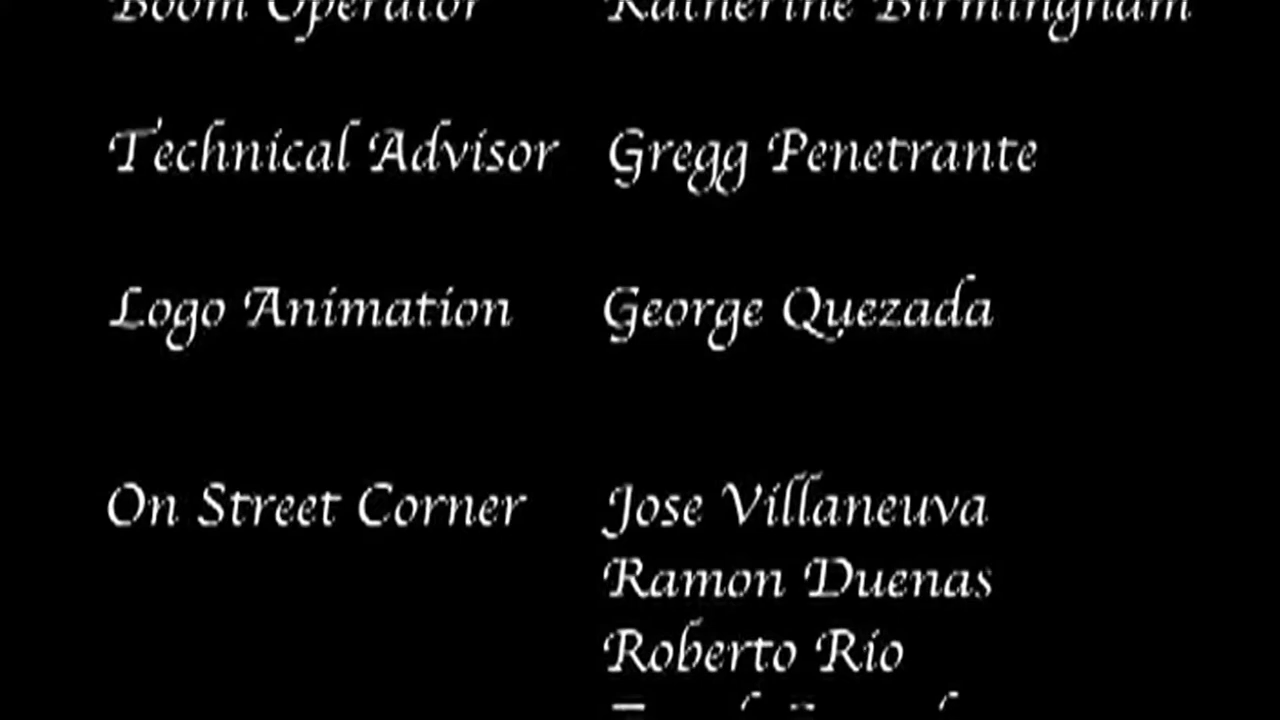 Boom Operator Katherine Birmingham
Technical Advisor Gregg Penetrante
Logo Animation George Quezada
On Street Corner Jose Villaneuva
Ramon Duenas
Roberto Rio